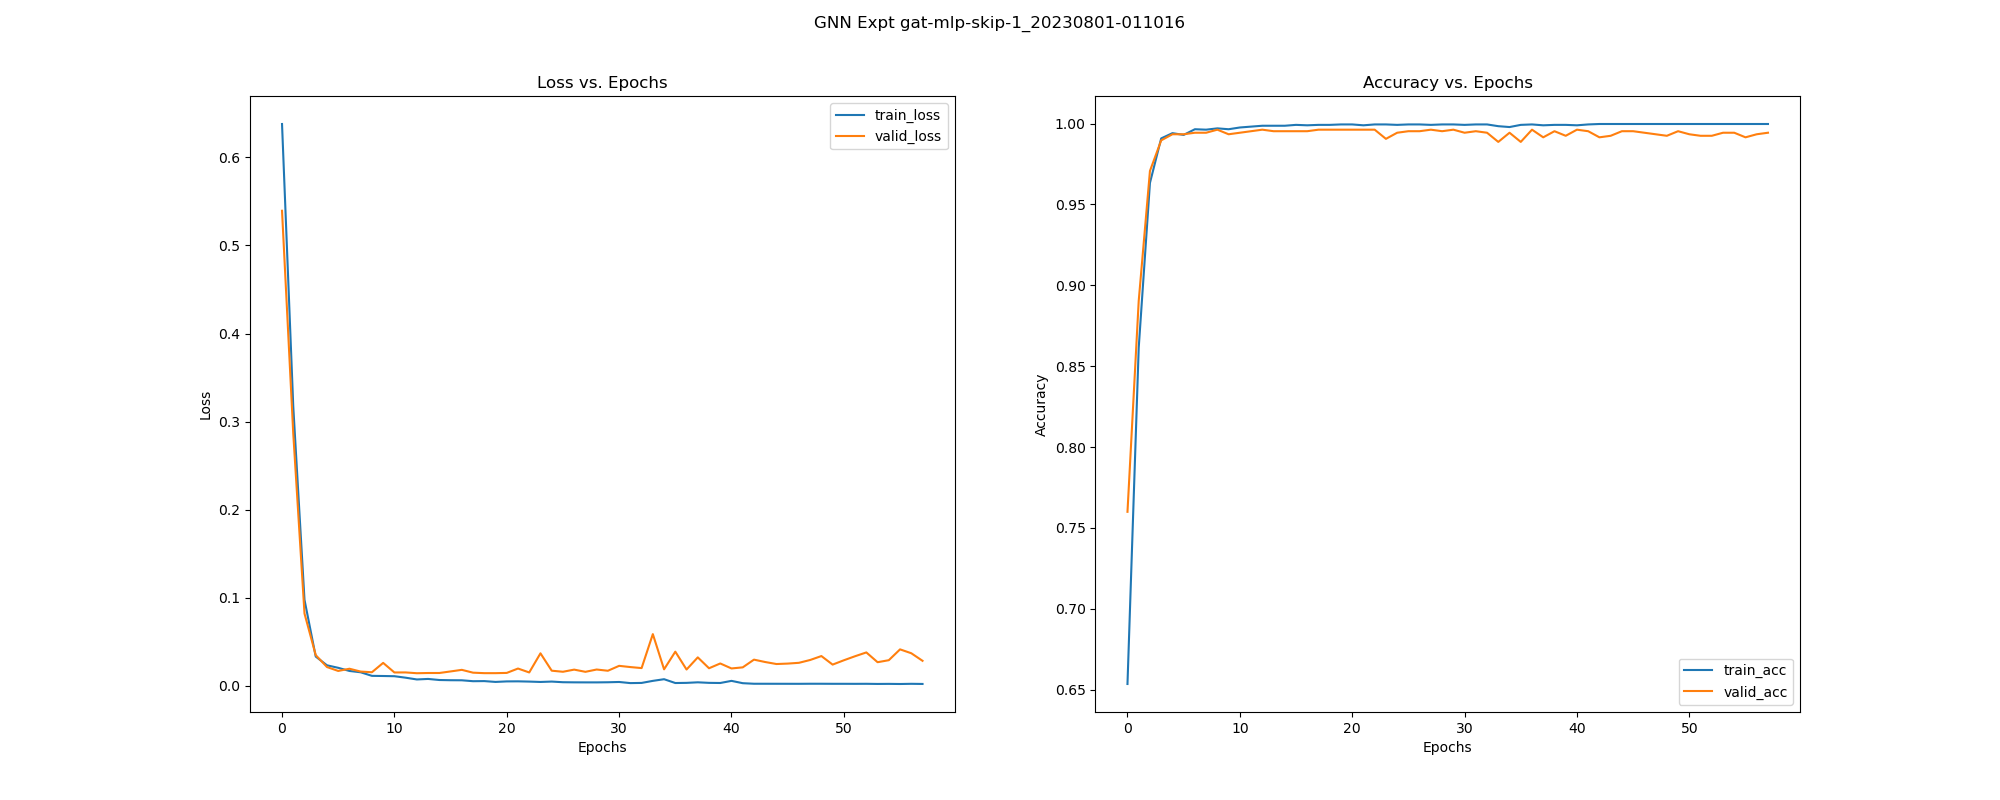 GNN Expt gat-mlp-skip-1_20230801-011016
Loss vs. Epochs
train_loss
valid_loss
0.6
0.5
0.4
0.3
0.2
0.1
0.0
Loss
0 10 20 30 40 50
Epochs
Accuracy vs. Epochs
1.00
0.95
0.90
0.85
0.80
0.75
0.70
0.65
Accuracy
train_acc
valid_acc
0 10 20 30 40 50
Epochs